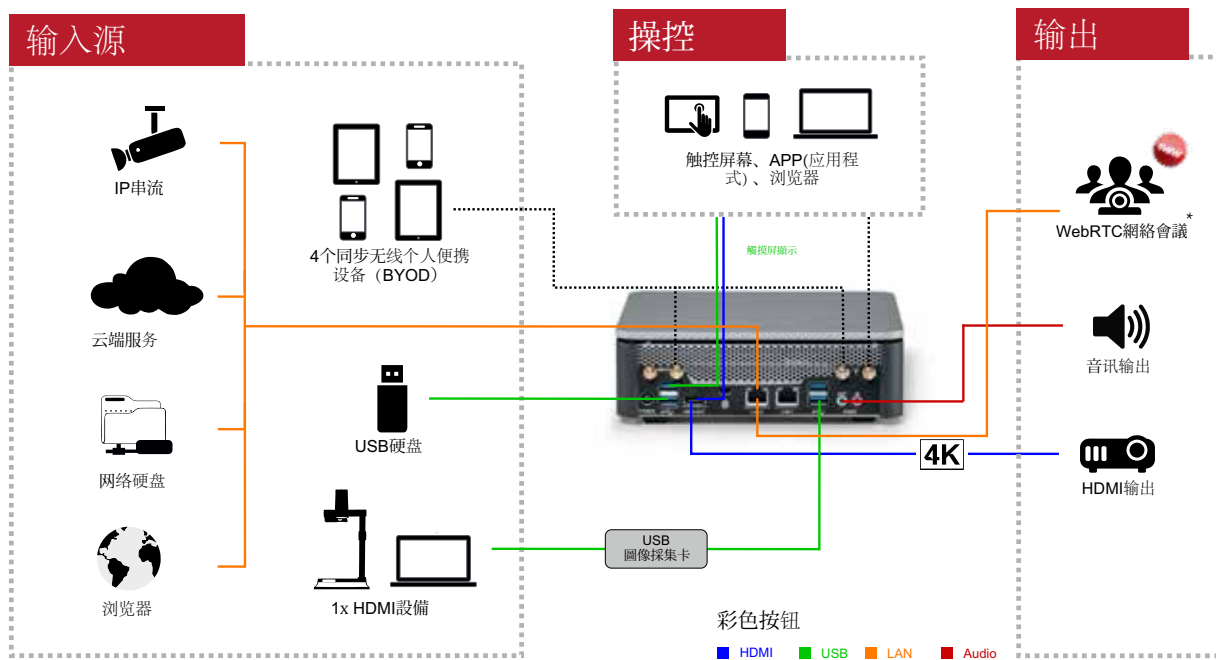 输入源
操控
输出
IP串流
4个同步无线个人便携
设备（BYOD）
云端服务
网络硬盘
USB硬盘
浏览器
1x HDMI設備
触控屏幕、APP(应用程
式) 、浏览器
觸摸屏顯示
USB
圖像採集卡
4K
new
WebRTC網絡會議*
音讯输出
HDMI输出
彩色按钮
HDMI
USB
LAN
Audio